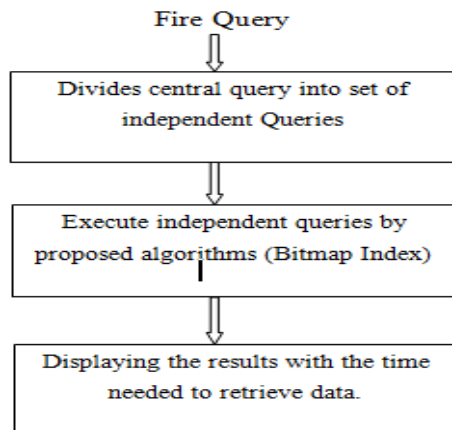 Fire Query
Divides central query into set of
independent Queries
Execute independent queries by
proposed algorithms (Bitmap Index)
Displaying the results with the time
needed to retrieve data.